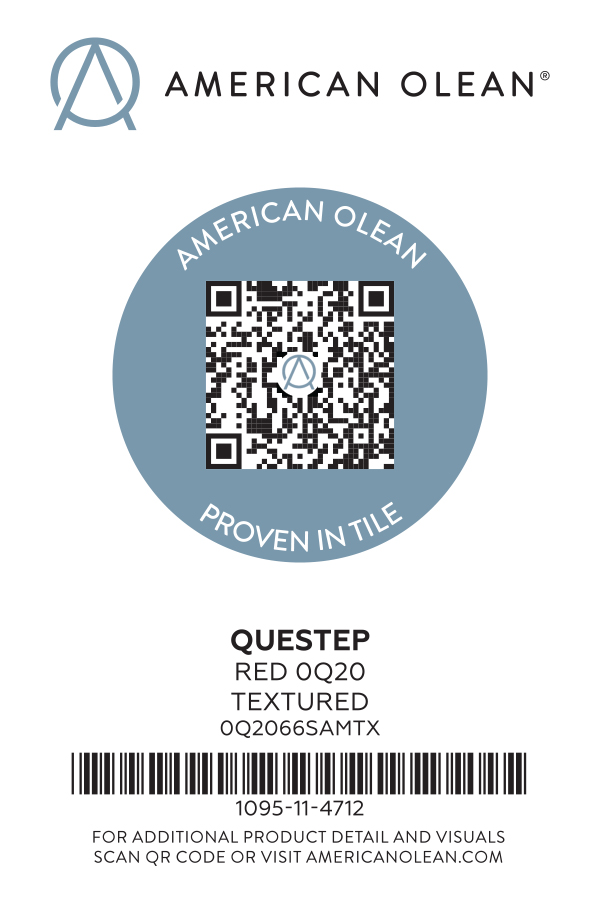 AMERICAN OLEAN®
AMERICAN OLEAN
PROVEN IN TILE
QUESTEP
RED 0Q20
TEXTURED
0Q2066SAMTX
1095-11-4712
FOR ADDITIONAL PRODUCT DETAIL AND VISUALS
SCAN QR CODE OR VISIT AMERICANOLEAN.COM